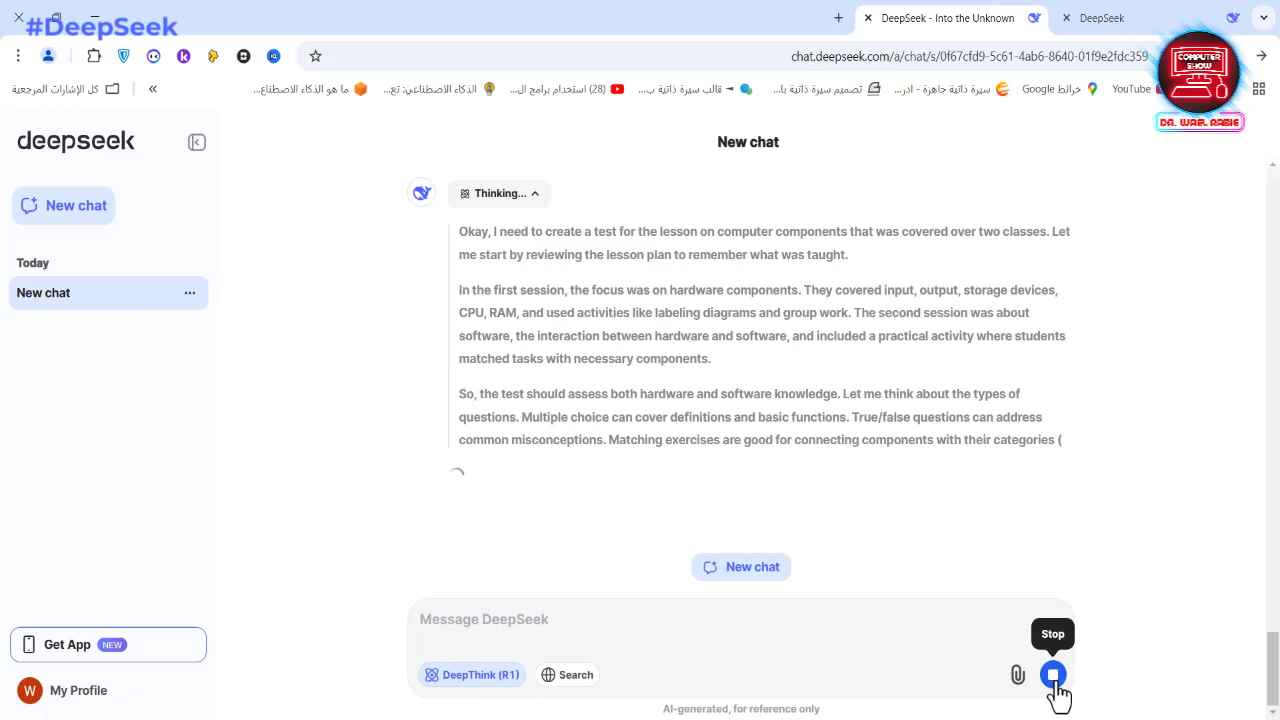 #DeepSeek
DeepSeek - Into the Unknown
DeepSeek
chat.deepseek.com/a/chat/s/0f67cfd9-5c61-4ab6-8640-01f9e2fdc359
COMPUTER
SHOW
DR. WAEL RABIE
كل الإشارات المرجعية
ما هو الذكاء الاصطناع...
الذكاء الاصطناعي: تع...
(28) استخدام برامج ل...
قالب سيرة ذاتية ب...
تصميم سيرة ذاتية با...
سيرة ذاتية جاهزة - ادر...
خرائط Google
YouTube
deepseek
New chat
Today
New chat
Get App NEW
W My Profile
New chat
Thinking...
Okay, I need to create a test for the lesson on computer components that was covered over two classes. Let
me start by reviewing the lesson plan to remember what was taught.
In the first session, the focus was on hardware components. They covered input, output, storage devices,
CPU, RAM, and used activities like labeling diagrams and group work. The second session was about
software, the interaction between hardware and software, and included a practical activity where students
matched tasks with necessary components.
So, the test should assess both hardware and software knowledge. Let me think about the types of
questions. Multiple choice can cover definitions and basic functions. True/false questions can address
common misconceptions. Matching exercises are good for connecting components with their categories (
New chat
Message DeepSeek
Stop
DeepThink (R1)
Search
AI-generated, for reference only